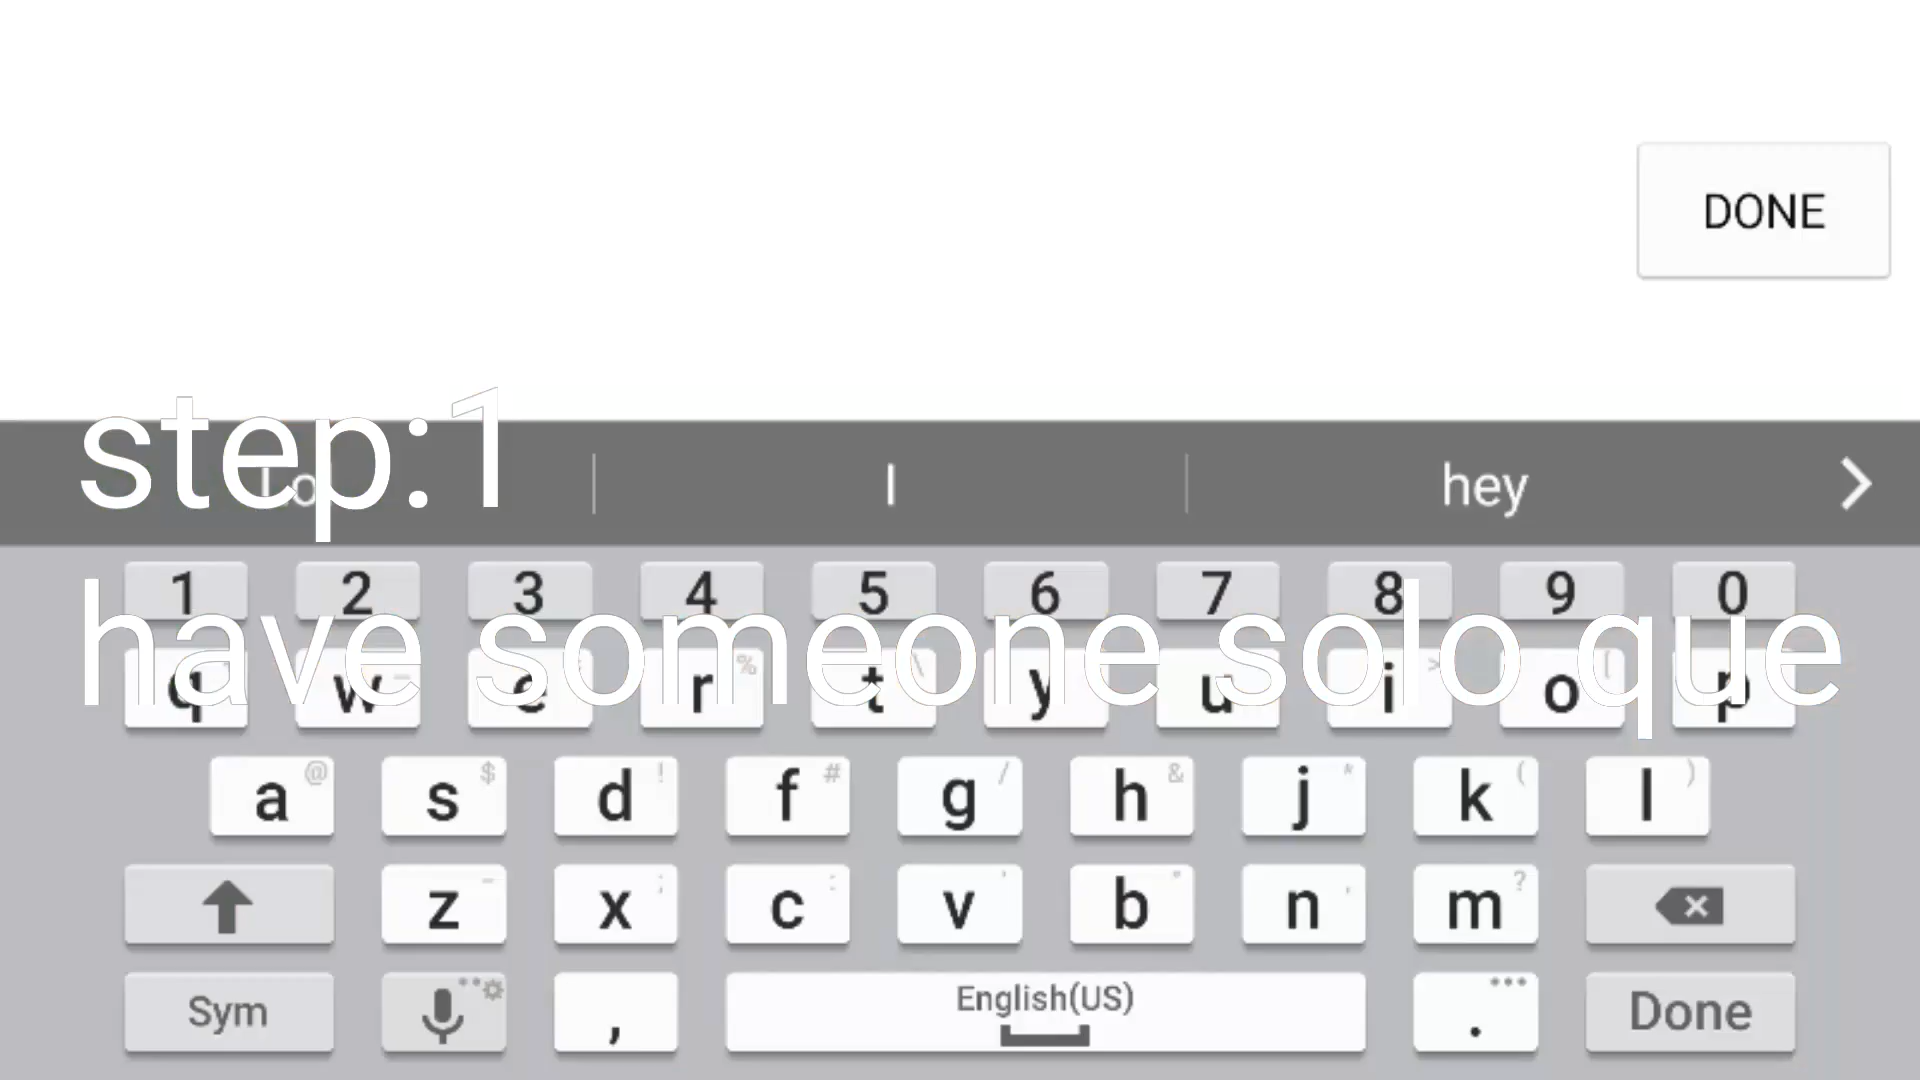 DONE
step:1
I
hey
1 2 3 4 5 6 7 8 9 0
have someone solo que
q w e r t y u i o p
a @ s $ d ! f # g / h & j * k ( l )
z x c v b n m ?
Sym , English(US) . Done